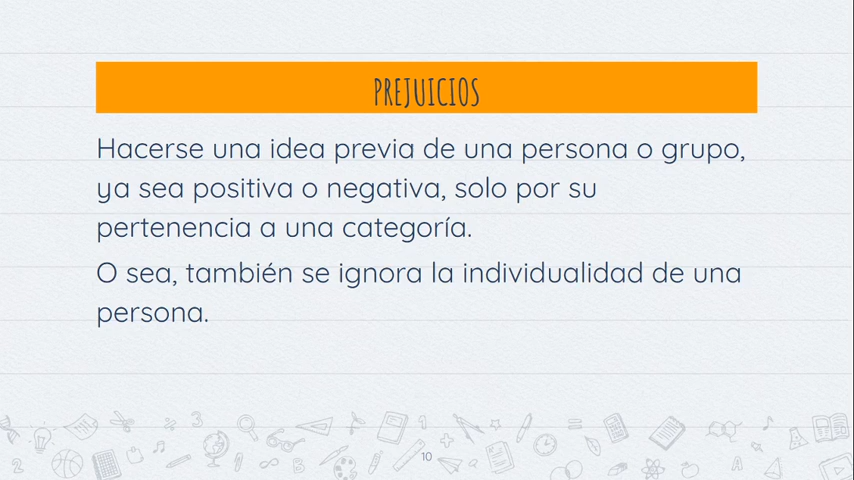 PREJUICIOS
Hacerse una idea previa de una persona o grupo,
ya sea positiva o negativa, solo por su
pertenencia a una categoría.
O sea, también se ignora la individualidad de una
persona.
10